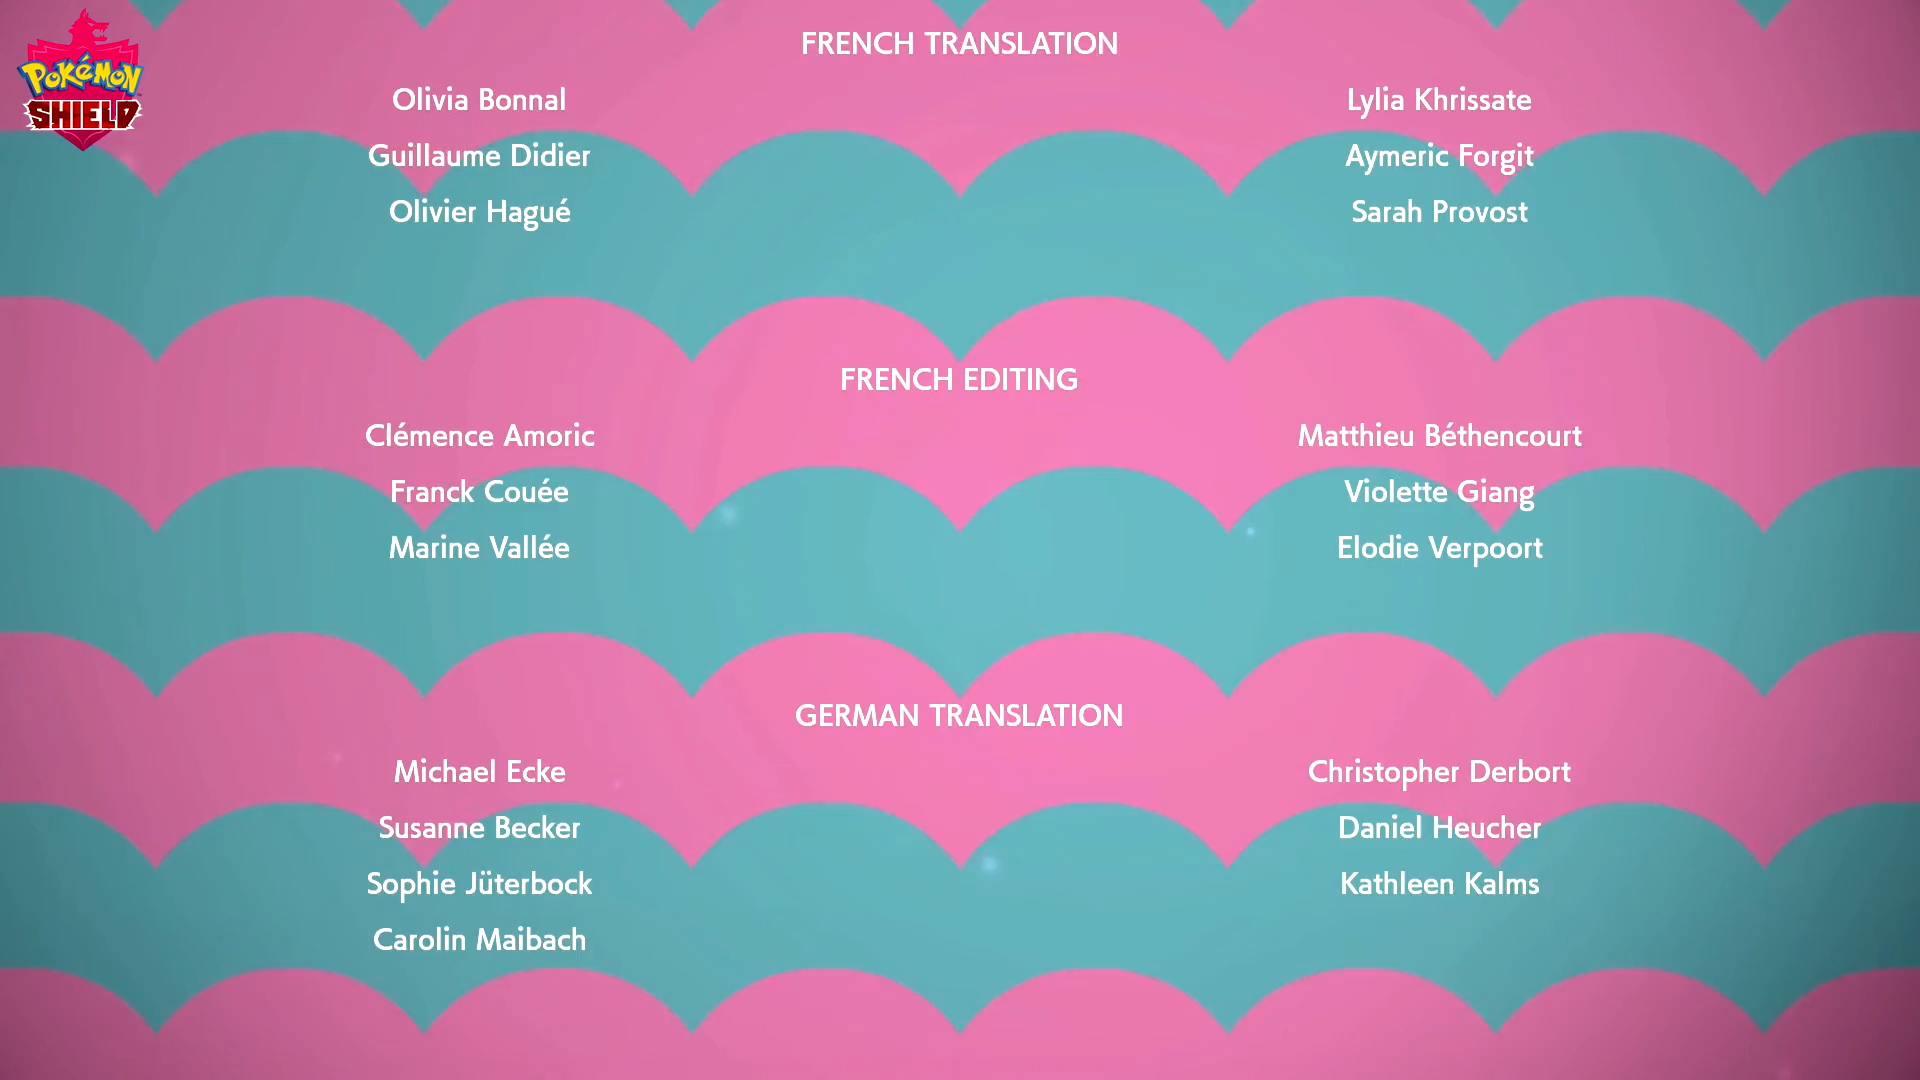 POKéMON
SHIELD
FRENCH TRANSLATION
Olivia Bonnal Lylia Khrissate
Guillaume Didier Aymeric Forgit
Olivier Hagué Sarah Provost
FRENCH EDITING
Clémence Amoric Matthieu Béthencourt
Franck Couée Violette Giang
Marine Vallée Elodie Verpoort
GERMAN TRANSLATION
Michael Ecke Christopher Derbort
Susanne Becker Daniel Heucher
Sophie Jüterbock Kathleen Kalms
Carolin Maibach